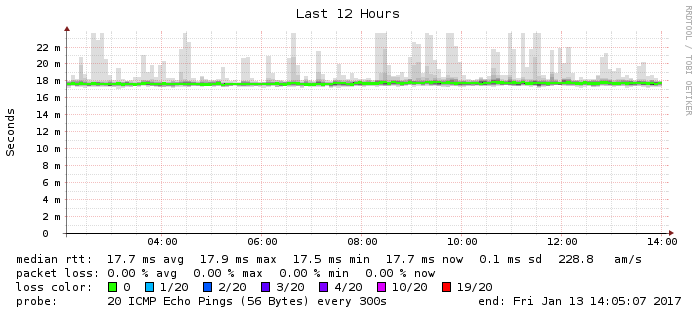 Last 12 Hours
RRDTOOL / TOBI OETIKER
Seconds
22 m
20 m
18 m
16 m
14 m
12 m
10 m
8 m
6 m
4 m
2 m
0
04:00 06:00 08:00 10:00 12:00 14:00
median rtt: 17.7 ms avg 17.9 ms max 17.5 ms min 17.7 ms now 0.1 ms sd 228.8 am/s
packet loss: 0.00 % avg 0.00 % max 0.00 % min 0.00 % now
loss color: 0 1/20 2/20 3/20 4/20 10/20 19/20
probe: 20 ICMP Echo Pings (56 Bytes) every 300s end: Fri Jan 13 14:05:07 2017